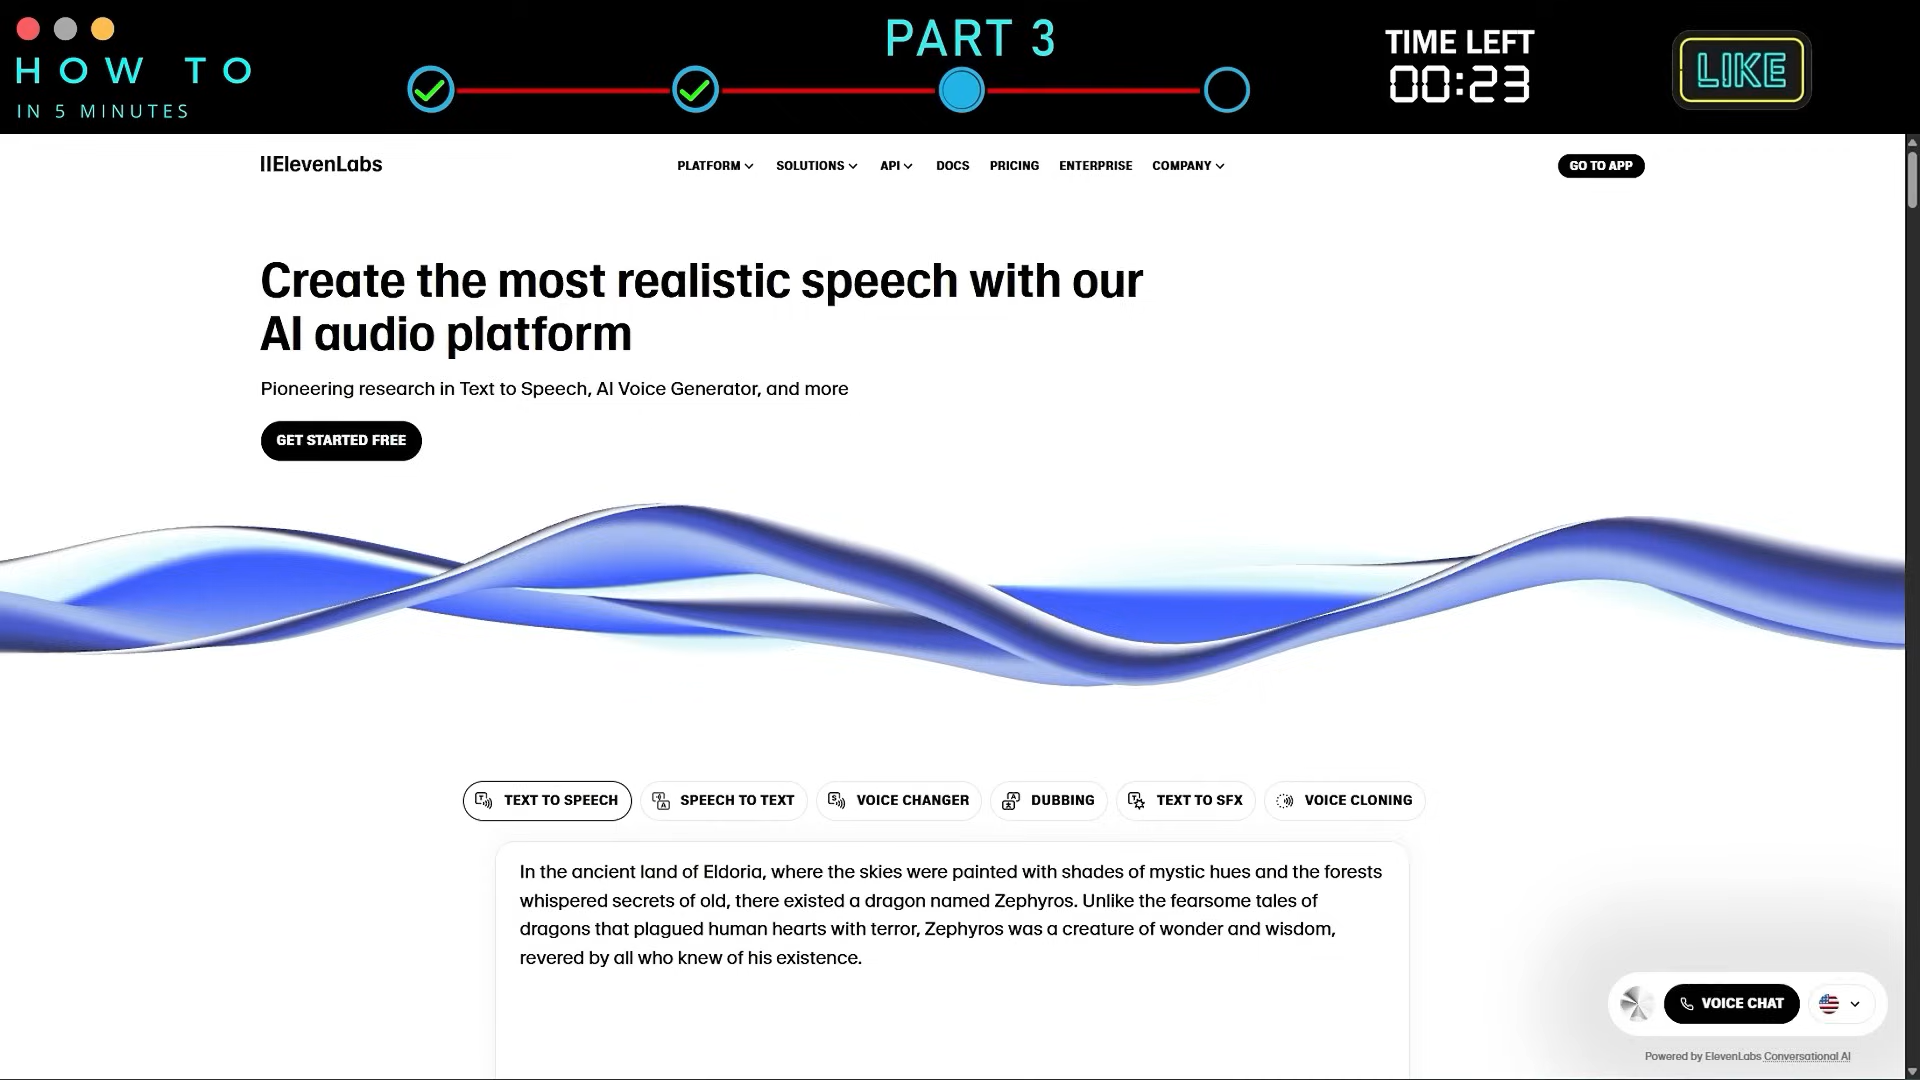 HOW TO
IN 5 MINUTES
PART 3
TIME LEFT
00:23
LIKE
IIElevenLabs
PLATFORM
SOLUTIONS
API
DOCS
PRICING
ENTERPRISE
COMPANY
GO TO APP
Create the most realistic speech with our
AI audio platform
Pioneering research in Text to Speech, AI Voice Generator, and more
GET STARTED FREE
TEXT TO SPEECH
SPEECH TO TEXT
VOICE CHANGER
DUBBING
TEXT TO SFX
VOICE CLONING
In the ancient land of Eldoria, where the skies were painted with shades of mystic hues and the forests
whispered secrets of old, there existed a dragon named Zephyros. Unlike the fearsome tales of
dragons that plagued human hearts with terror, Zephyros was a creature of wonder and wisdom,
revered by all who knew of his existence.
VOICE CHAT
Powered by ElevenLabs Conversational AI